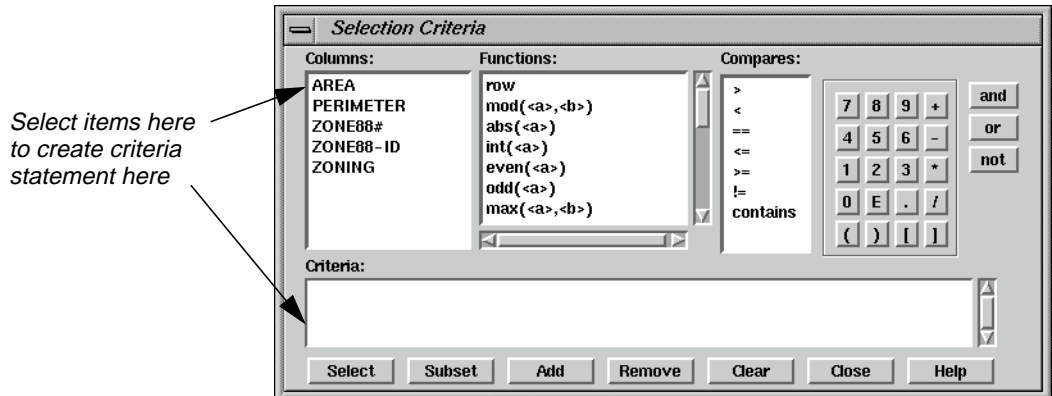 Selection Criteria
Columns:
AREA
PERIMETER
ZONE88#
ZONE88-ID
ZONING
Functions:
row
mod(<a>,<b>)
abs(<a>)
int(<a>)
even(<a>)
odd(<a>)
max(<a>,<b>)
Compares:
>
<
==
<=
>=
!=
contains
7 8 9 +
4 5 6 -
1 2 3 *
0 E . /
( ) [ ]
and
or
not
Select items here
to create criteria
statement here
Criteria:
Select Subset Add Remove Clear Close Help